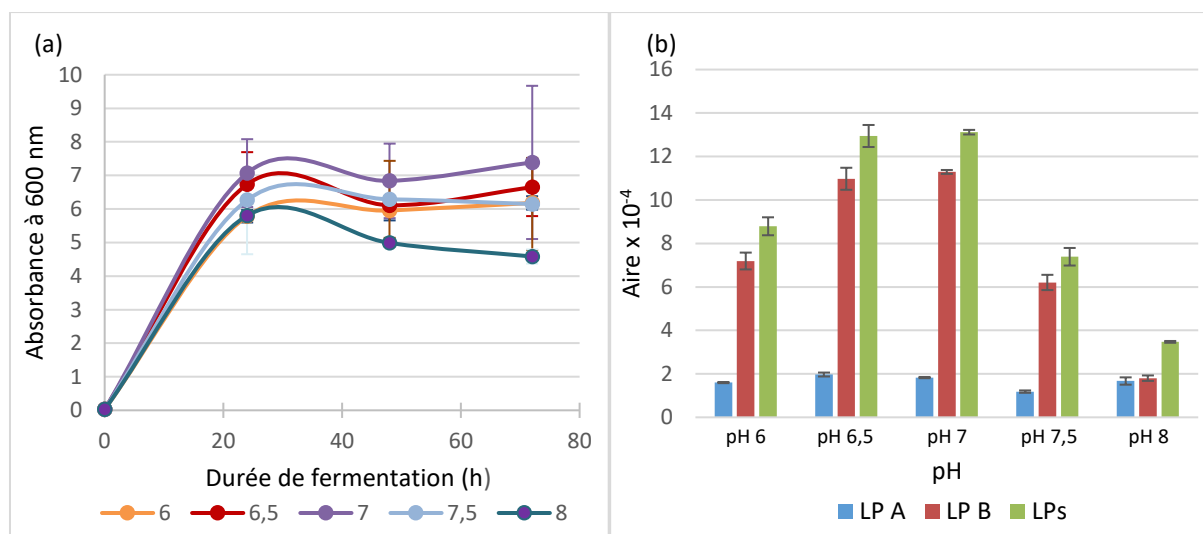 (a)
Absorbance à 600 nm
10
9
8
7
6
5
4
3
2
1
0
0 20 40 60 80
Durée de fermentation (h)
6 6,5 7 7,5 8
(b)
Aire x 10-4
16
14
12
10
8
6
4
2
0
pH 6 pH 6,5 pH 7 pH 7,5 pH 8
pH
LP A LP B LPs